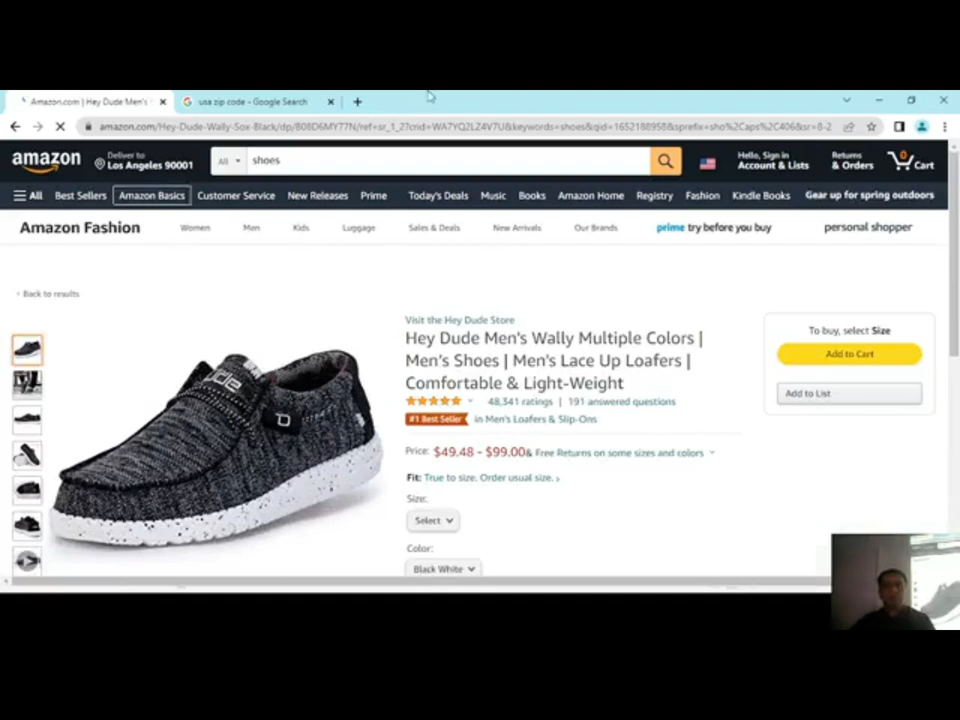 Amazon.com | Hey Dude Men's
usa zip code - Google Search
amazon.com/Hey-Dude-Wally-Sox-Black/dp/B08D6MY77N/ref=sr_1_2?crid=WA7YQ2LZ4V7U&keywords=shoes&qid=1652188958&sprefix=sho%2Caps%2C406&sr=8-2
amazon
Deliver to
Los Angeles 90001
All
shoes
Hello, Sign in
Account & Lists
Returns
& Orders
0
Cart
All Best Sellers Amazon Basics Customer Service New Releases Prime Today's Deals Music Books Amazon Home Registry Fashion Kindle Books Gear up for spring outdoors
Amazon Fashion Women Men Kids Luggage Sales & Deals New Arrivals Our Brands prime try before you buy personal shopper
‹ Back to results
Visit the Hey Dude Store
Hey Dude Men's Wally Multiple Colors |
Men's Shoes | Men's Lace Up Loafers |
Comfortable & Light-Weight
48,341 ratings | 191 answered questions
#1 Best Seller in Men's Loafers & Slip-Ons
Price: $49.48 - $99.00& Free Returns on some sizes and colors
Fit: True to size. Order usual size. ›
Size:
Select
Color:
Black White
To buy, select Size
Add to Cart
Add to List